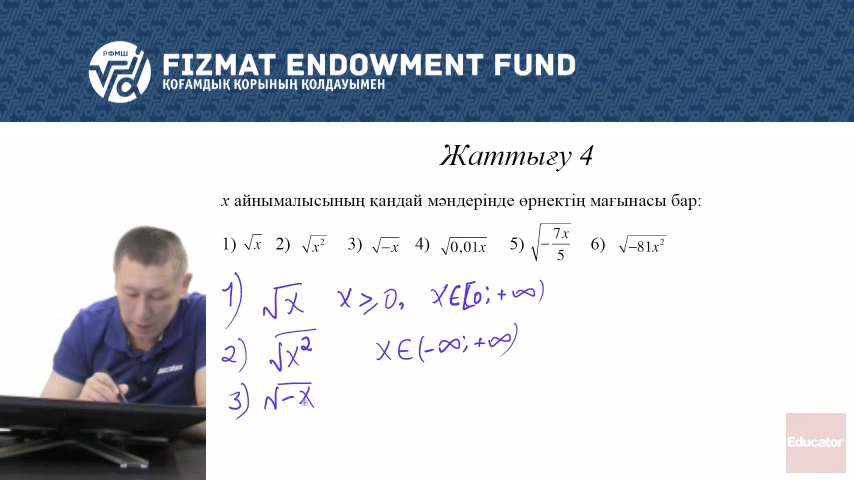 РФМШ
FIZMAT ENDOWMENT FUND
ҚОҒАМДЫҚ ҚОРЫНЫҢ ҚОЛДАУЫМЕН
Жаттығу 4
x айнымалысының қандай мәндерінде өрнектің мағынасы бар:
1) √x 2) √x² 3) √−x 4) √0,01x 5) √−7x/5 6) √−81x²
1) √x x ≥ 0, x∈[0; +∞)
2) √x² x∈(−∞; +∞)
3) √−x
Educator